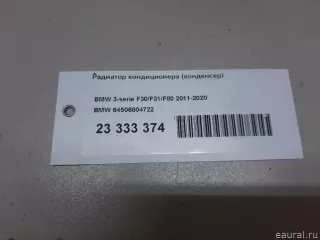 Радиатор кондиционера (конденсер)
BMW 3-serie F30/F31/F80 2011-2020
BMW 64506804722
23 333 374
eaural.ru